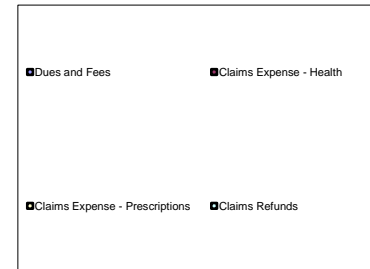 Dues and Fees
Claims Expense - Health
Claims Expense - Prescriptions
Claims Refunds